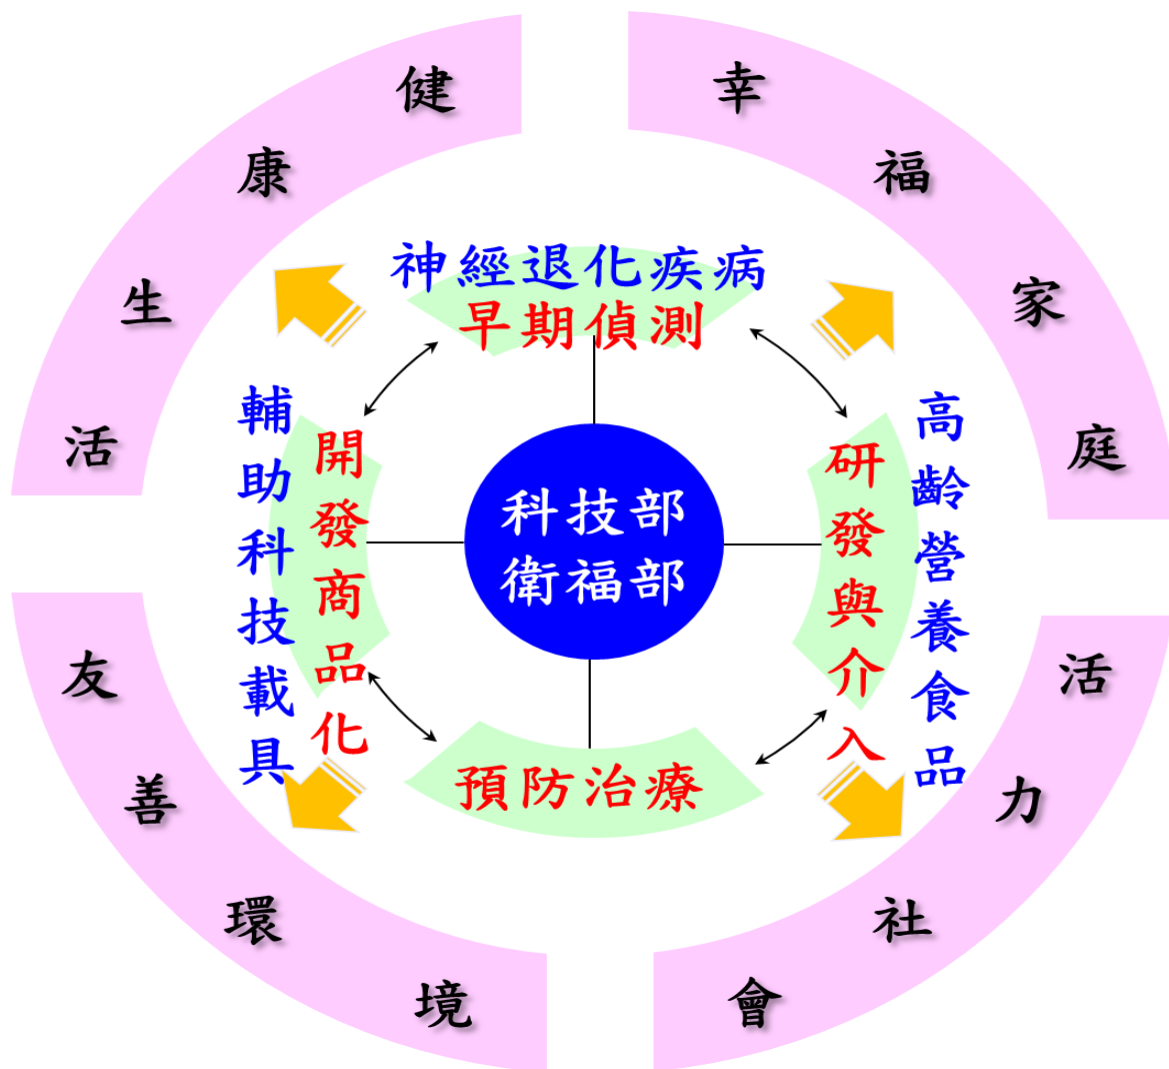 健康生活
幸福家庭
神經退化疾病
早期偵測
輔助科技載具
開發商品化
科技部
衛福部
研發與介入
高齡營養食品
預防治療
友善環境
活力社會